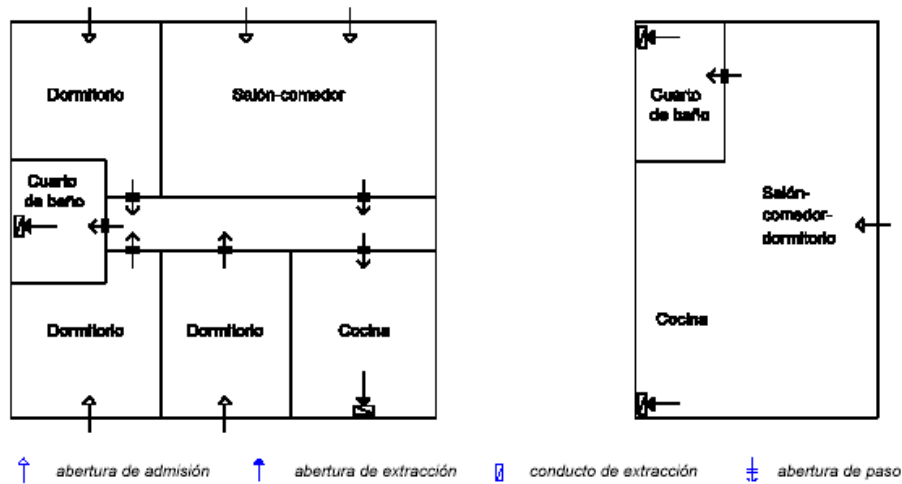 Dormitorio
Salón-comedor
Cuarto
de baño
Dormitorio
Dormitorio
Cocina
Cuarto
de baño
Salón-
comedor-
dormitorio
Cocina
abertura de admisión
abertura de extracción
conducto de extracción
abertura de paso